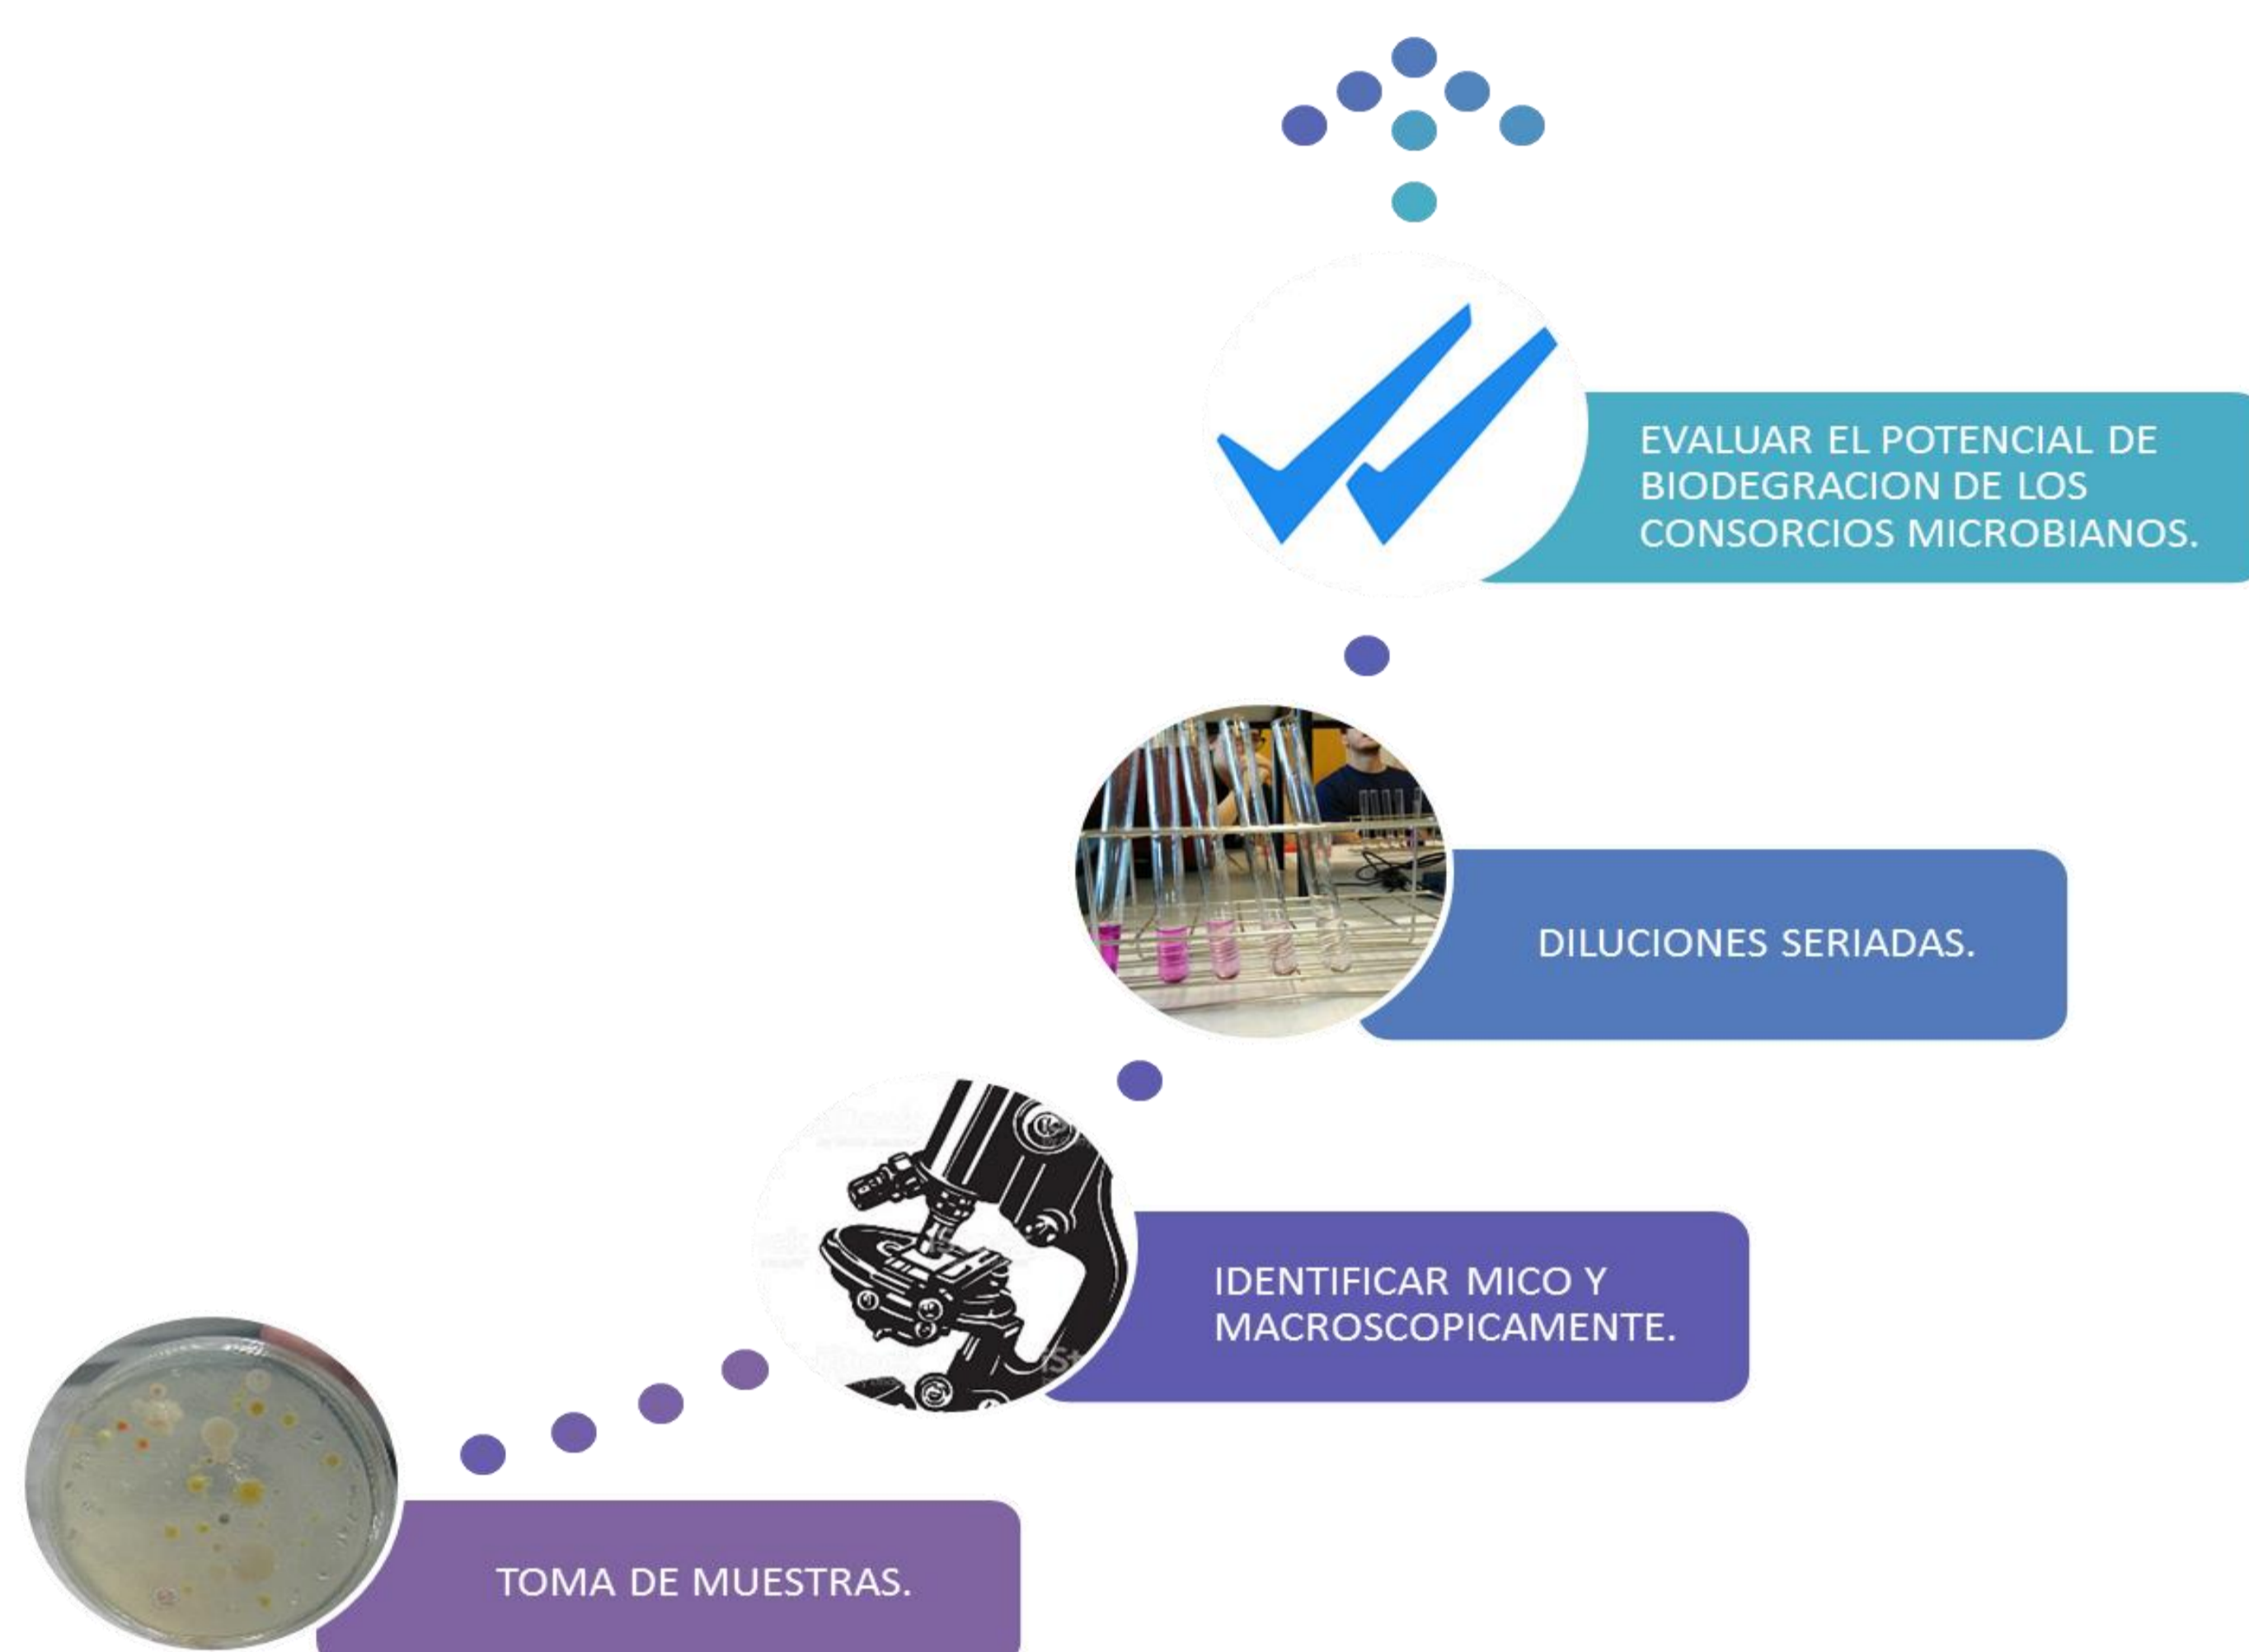 EVALUAR EL POTENCIAL DE
BIODEGRACION DE LOS
CONSORCIOS MICROBIANOS.
DILUCIONES SERIADAS.
IDENTIFICAR MICO Y
MACROSCOPICAMENTE.
TOMA DE MUESTRAS.